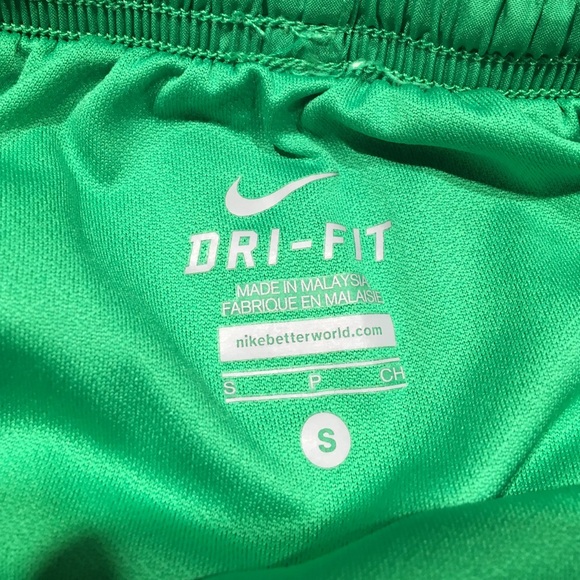 DRI-FIT
MADE IN MALAYSIA
FABRIQUE EN MALAISIE
nikebetterworld.com
S P CH
S